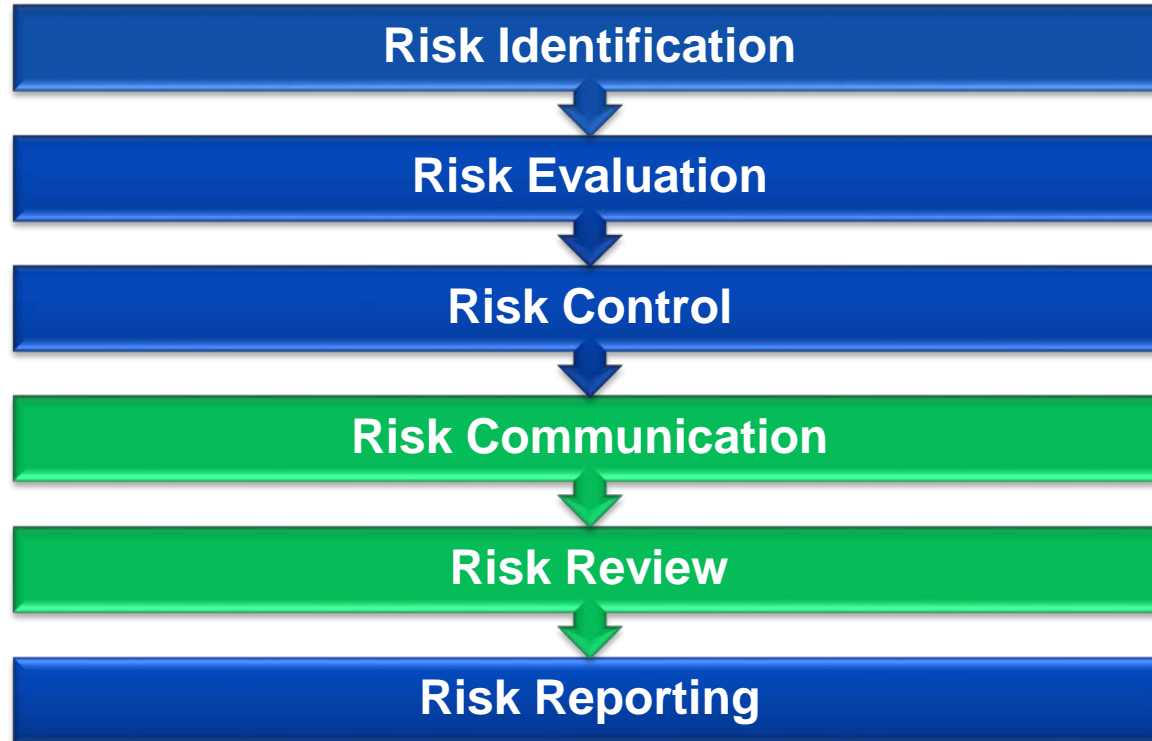 Risk Identification
Risk Evaluation
Risk Control
Risk Communication
Risk Review
Risk Reporting